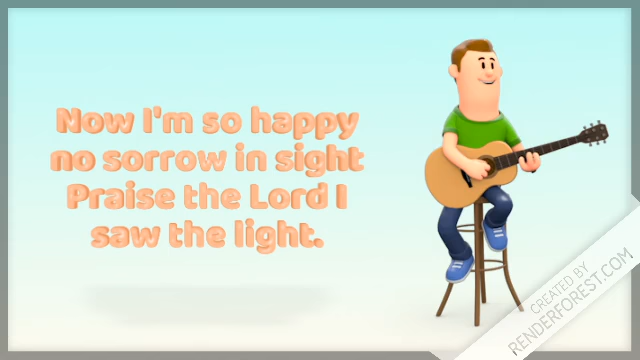 Now I'm so happy
no sorrow in sight
Praise the Lord I
saw the light.
CREATED BY
RENDERFOREST.COM